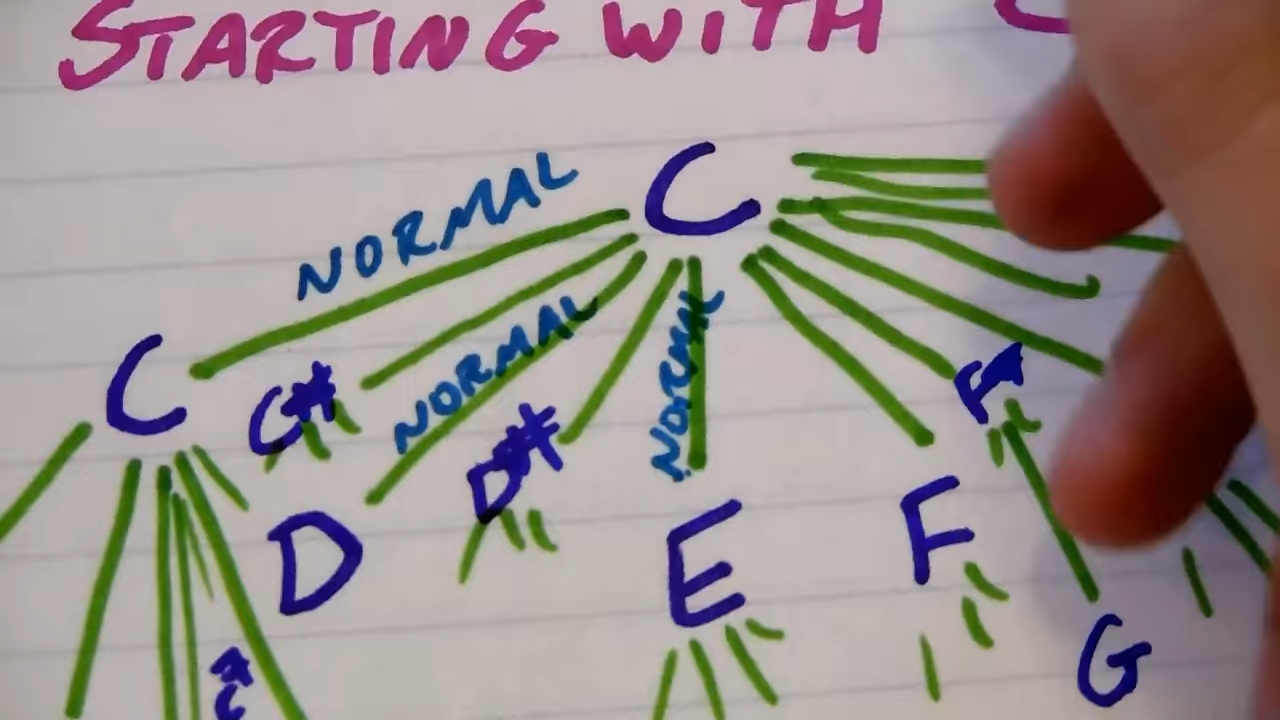 STARTING WITH C
C
NORMAL
NORMAL
NORMAL
C
C#
D
D#
E
F
F#
G
C#